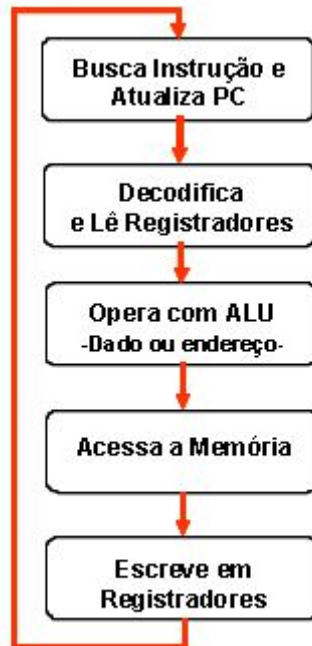 Busca Instrução e
Atualiza PC
Decodifica
e Lê Registradores
Opera com ALU
-Dado ou endereço-
Acessa a Memória
Escreve em
Registradores